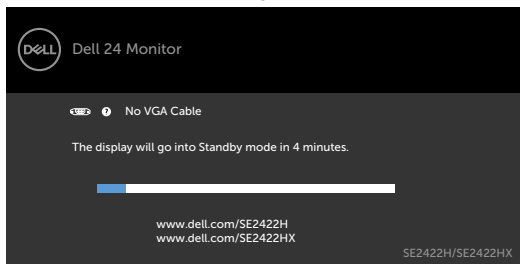 DELL
Dell 24 Monitor
? No VGA Cable
The display will go into Standby mode in 4 minutes.
www.dell.com/SE2422H
www.dell.com/SE2422HX
SE2422H/SE2422HX